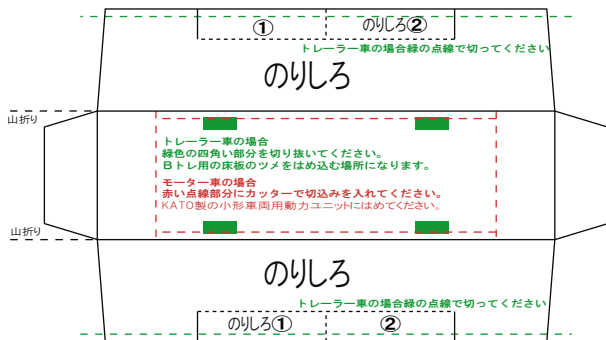 ① のりしろ②
トレーラー車の場合緑の点線で切ってください
のりしろ
山折り
トレーラー車の場合
緑色の四角い部分を切り抜いてください。
Bトレ用の床板のツメをはめ込む場所になります。
モーター車の場合
赤い点線部分にカッターで切込みを入れてください。
KATO製の小形車両用動力ユニットにはめてください。
山折り
のりしろ
トレーラー車の場合緑の点線で切ってください
のりしろ① ②